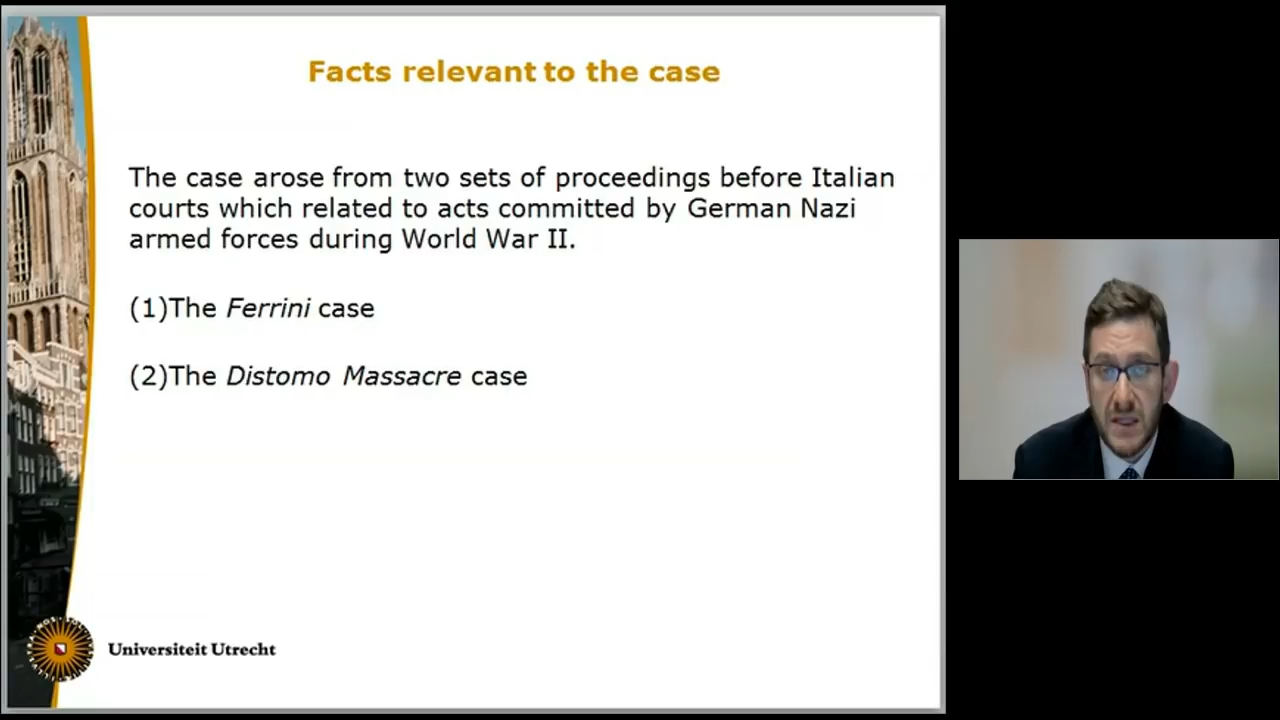 Facts relevant to the case
The case arose from two sets of proceedings before Italian
courts which related to acts committed by German Nazi
armed forces during World War II.
(1)The Ferrini case
(2)The Distomo Massacre case
Universiteit Utrecht